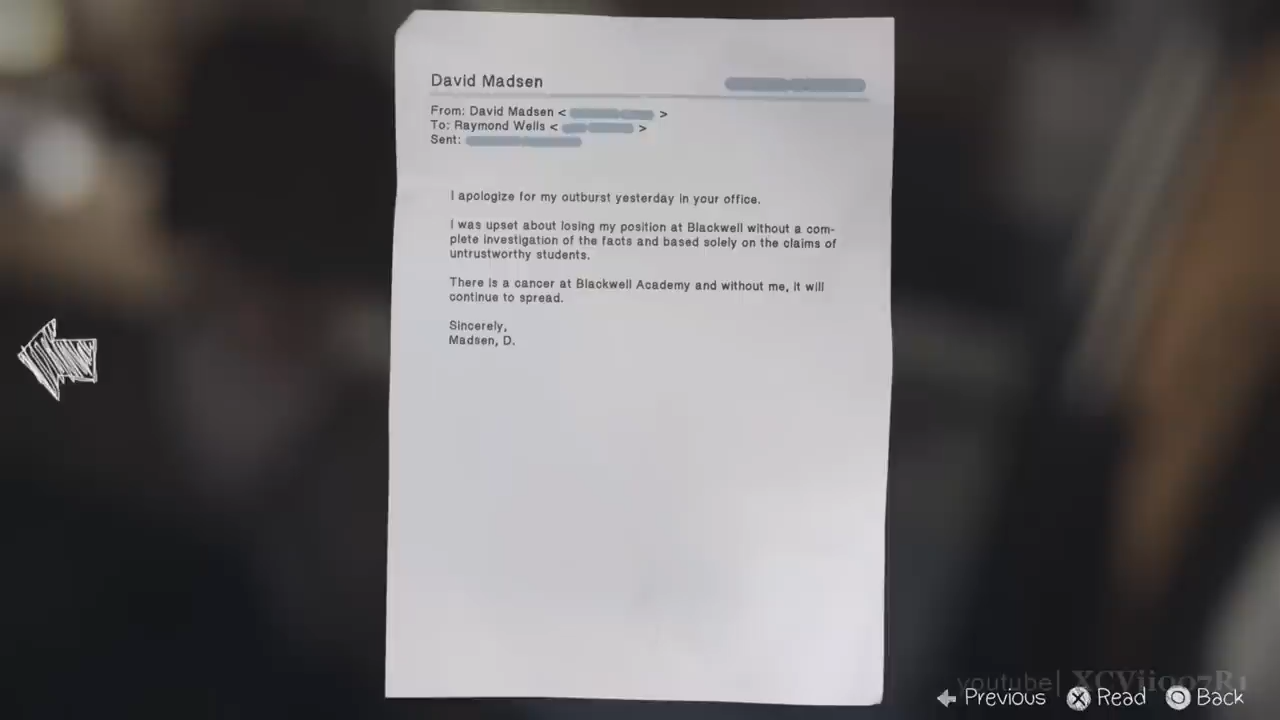 David Madsen
From: David Madsen < >
To: Raymond Wells < >
Sent:
I apologize for my outburst yesterday in your office.
I was upset about losing my position at Blackwell without a com-
plete investigation of the facts and based solely on the claims of
untrustworthy students.
There is a cancer at Blackwell Academy and without me, it will
continue to spread.
Sincerely,
Madsen, D.
youtube| XCVii007R1
Previous Read Back